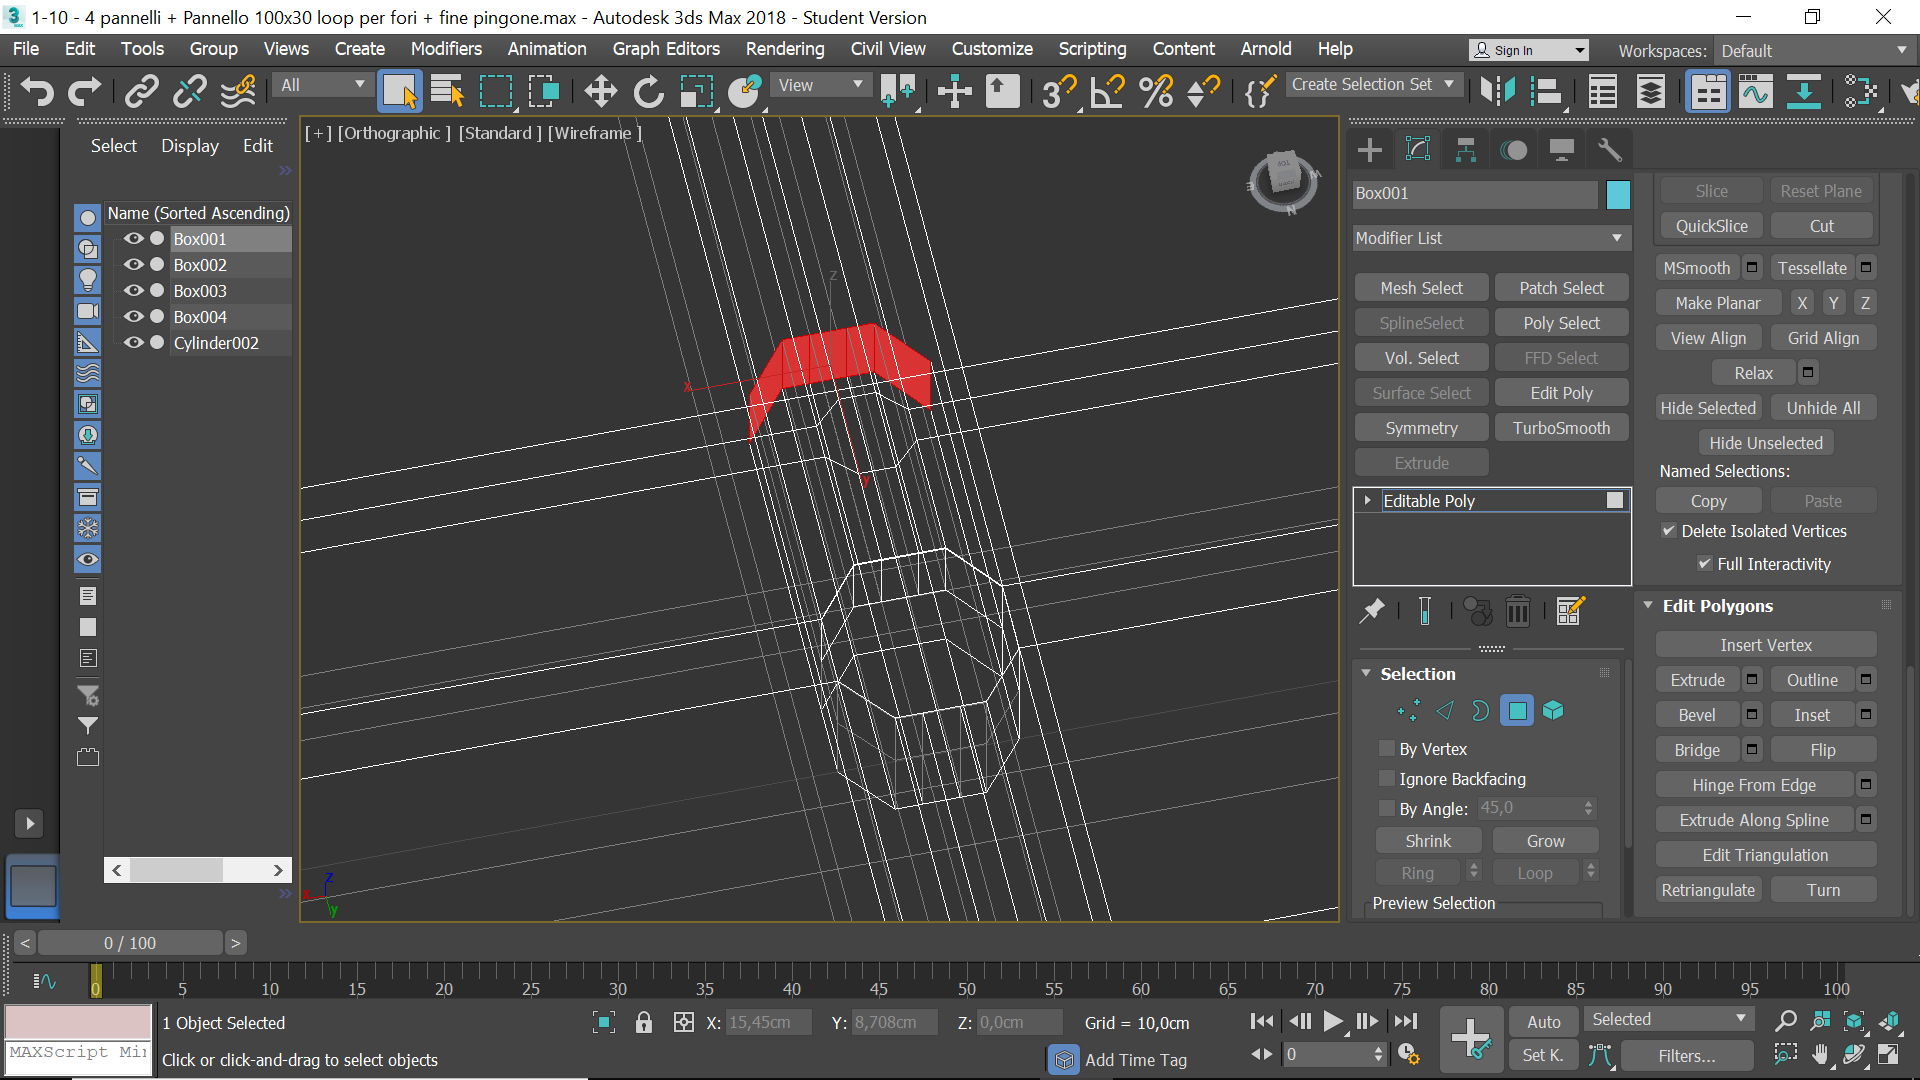 1-10 - 4 pannelli + Pannello 100x30 loop per fori + fine pingone.max - Autodesk 3ds Max 2018 - Student Version
File Edit Tools Group Views Create Modifiers Animation Graph Editors Rendering Civil View Customize Scripting Content Arnold Help
Sign In Workspaces: Default
All View Create Selection Set
Select Display Edit
Name (Sorted Ascending)
Box001
Box002
Box003
Box004
Cylinder002
[ + ] [Orthographic ] [Standard ] [Wireframe ]
Box001
Modifier List
Mesh Select Patch Select
SplineSelect Poly Select
Vol. Select FFD Select
Surface Select Edit Poly
Symmetry TurboSmooth
Extrude
Editable Poly
Selection
By Vertex
Ignore Backfacing
By Angle: 45,0
Shrink Grow
Ring Loop
Preview Selection
Slice Reset Plane
QuickSlice Cut
MSmooth Tessellate
Make Planar X Y Z
View Align Grid Align
Relax
Hide Selected Unhide All
Hide Unselected
Named Selections:
Copy Paste
Delete Isolated Vertices
Full Interactivity
Edit Polygons
Insert Vertex
Extrude Outline
Bevel Inset
Bridge Flip
Hinge From Edge
Extrude Along Spline
Edit Triangulation
Retriangulate Turn
< 0 / 100 >
0 5 10 15 20 25 30 35 40 45 50 55 60 65 70 75 80 85 90 95 100
1 Object Selected X: 15,45cm Y: 8,708cm Z: 0,0cm Grid = 10,0cm
MAXScript Mi
Click or click-and-drag to select objects Add Time Tag
0
Auto Selected
Set K. Filters...